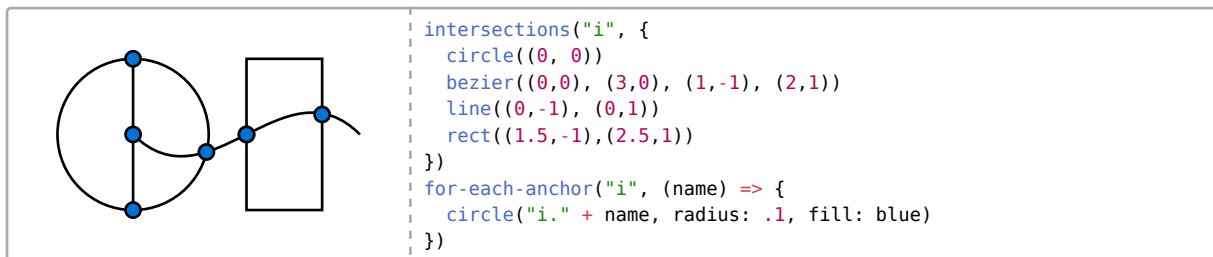 intersections("i", {
  circle((0, 0))
  bezier((0,0), (3,0), (1,-1), (2,1))
  line((0,-1), (0,1))
  rect((1.5,-1),(2.5,1))
})
for-each-anchor("i", (name) => {
  circle("i." + name, radius: .1, fill: blue)
})